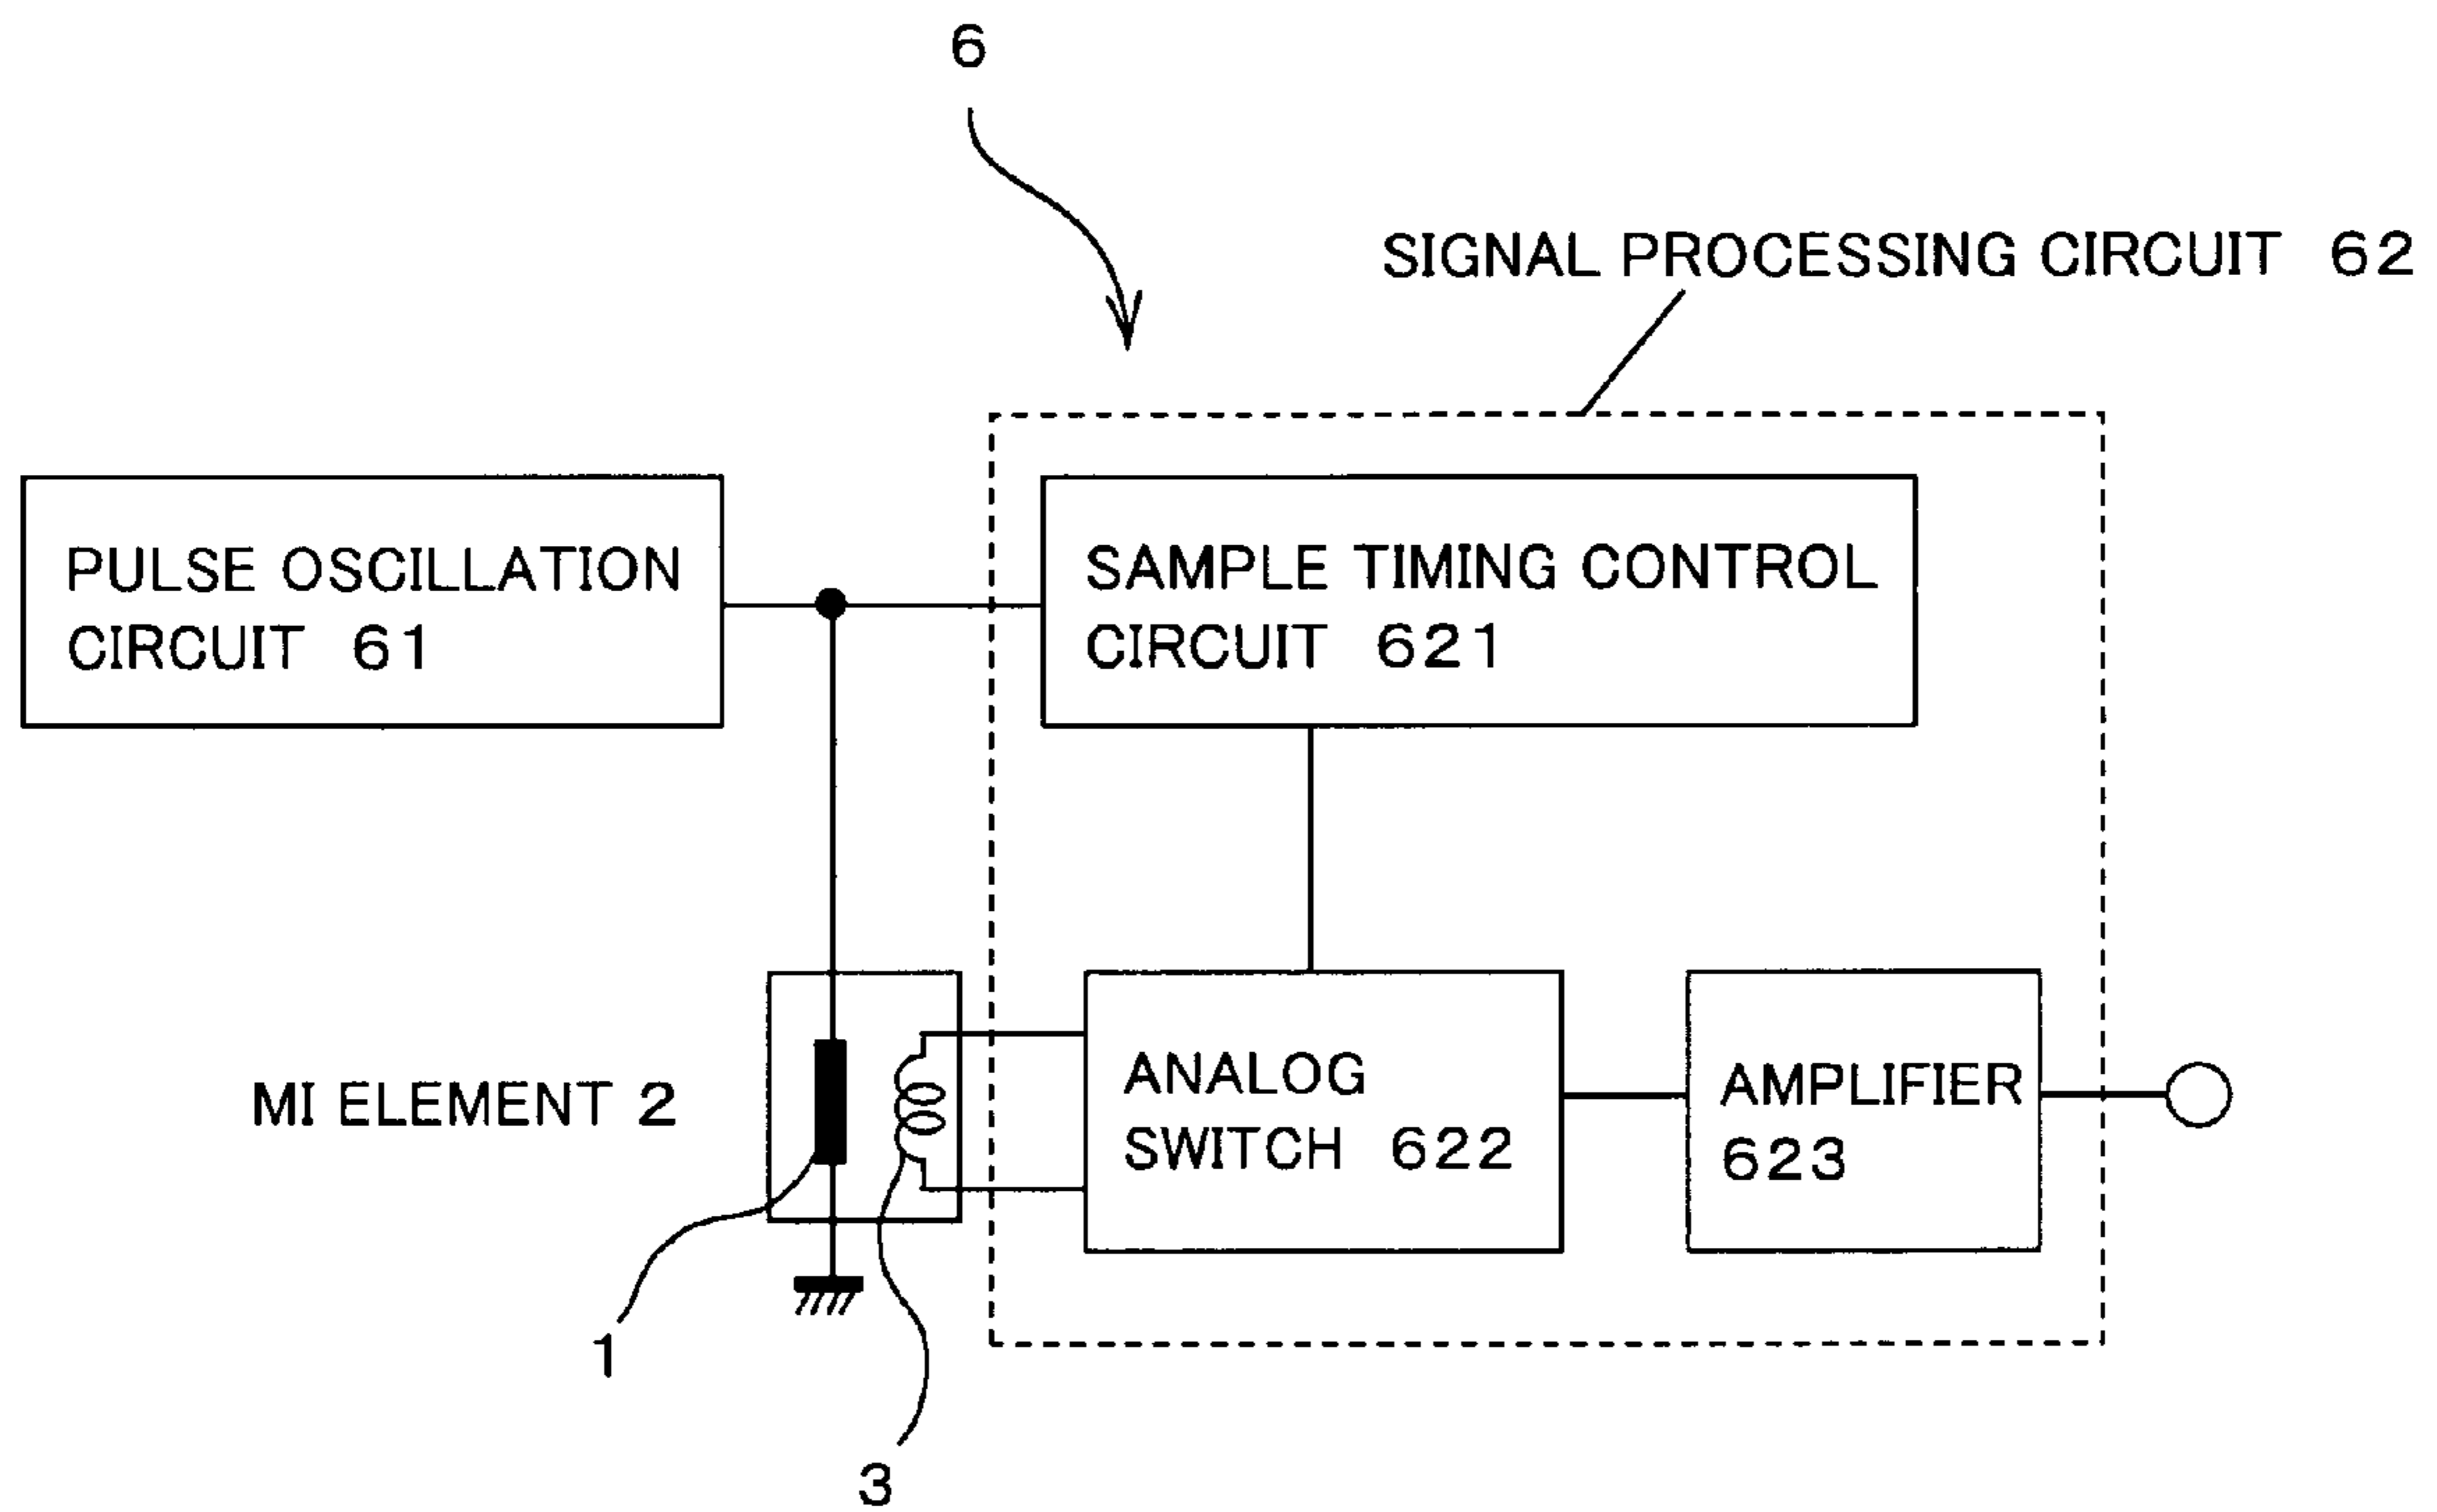 6
SIGNAL PROCESSING CIRCUIT 62
PULSE OSCILLATION
CIRCUIT 61
SAMPLE TIMING CONTROL
CIRCUIT 621
MI ELEMENT 2
ANALOG
SWITCH 622
AMPLIFIER
623
1
3